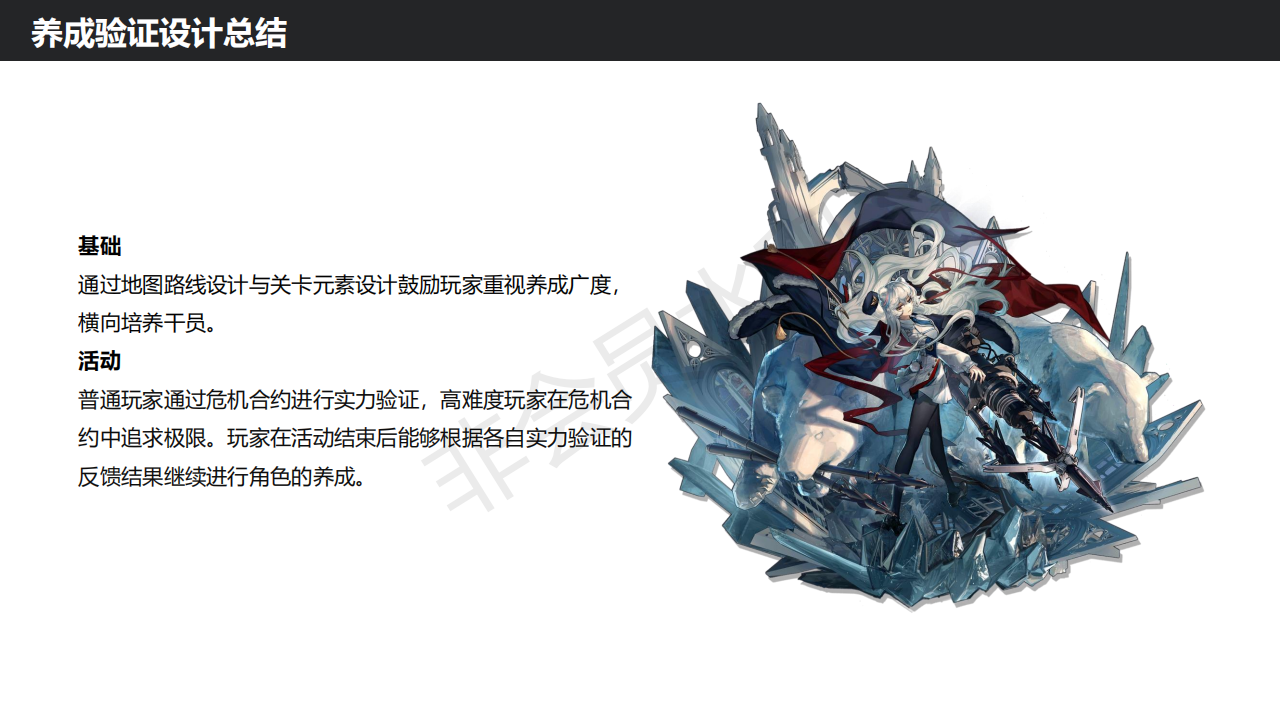 养成验证设计总结
基础
通过地图路线设计与关卡元素设计鼓励玩家重视养成广度，
横向培养干员。
活动
普通玩家通过危机合约进行实力验证，高难度玩家在危机合
约中追求极限。玩家在活动结束后能够根据各自实力验证的
反馈结果继续进行角色的养成。
非会员水